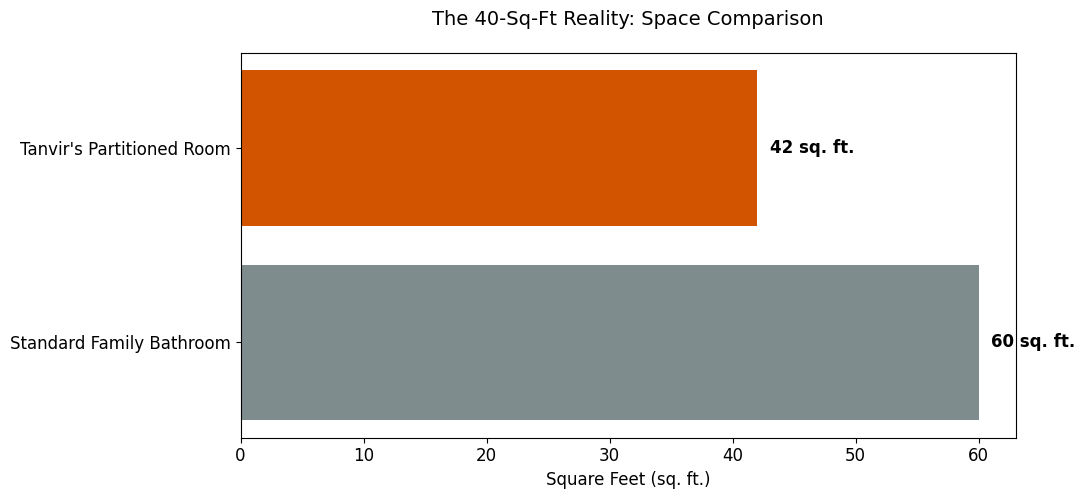 The 40-Sq-Ft Reality: Space Comparison
Tanvir's Partitioned Room
42 sq. ft.
Standard Family Bathroom
60 sq. ft.
0 10 20 30 40 50 60
Square Feet (sq. ft.)